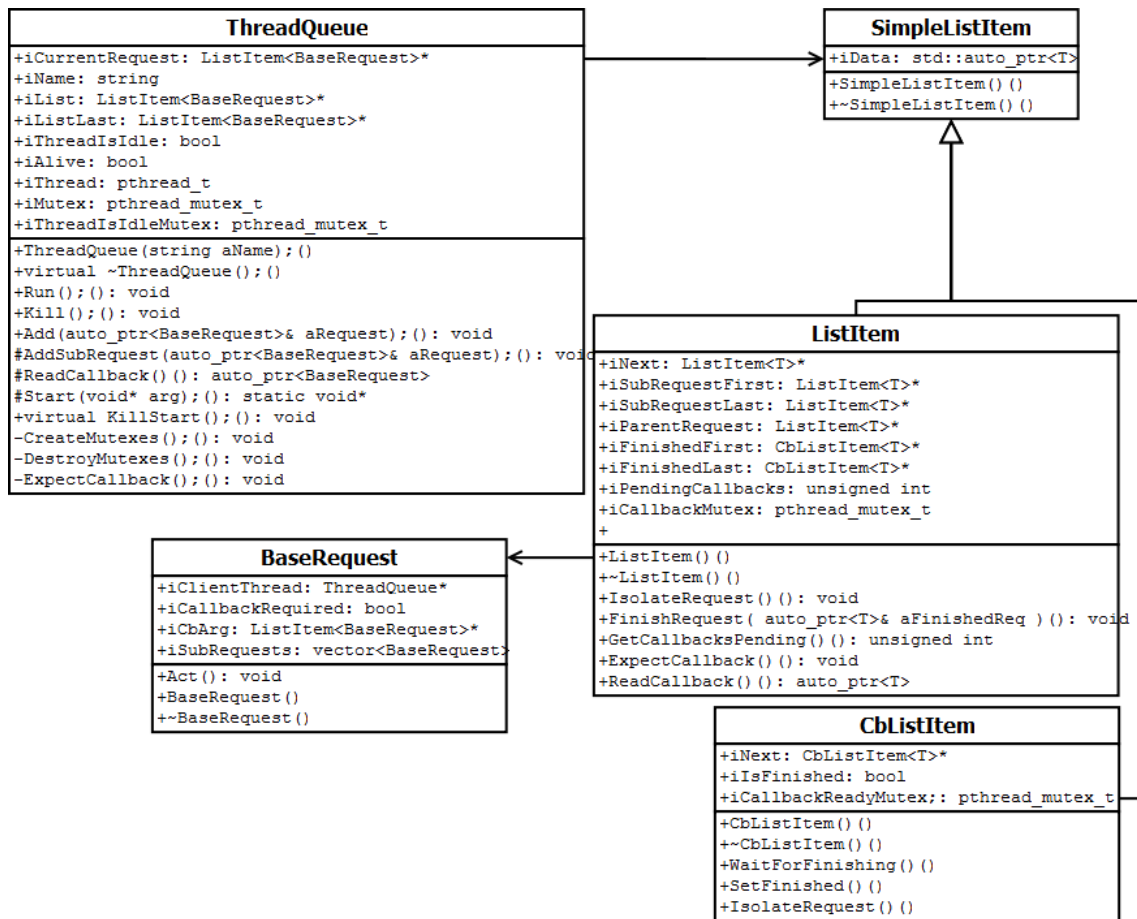 ThreadQueue
+iCurrentRequest: ListItem<BaseRequest>*
+iName: string
+iList: ListItem<BaseRequest>*
+iListLast: ListItem<BaseRequest>*
+iThreadIsIdle: bool
+iAlive: bool
+iThread: pthread_t
+iMutex: pthread_mutex_t
+iThreadIsIdleMutex: pthread_mutex_t
+ThreadQueue(string aName);()
+virtual ~ThreadQueue();()
+Run();(): void
+Kill();(): void
+Add(auto_ptr<BaseRequest>& aRequest);(): void
#AddSubRequest(auto_ptr<BaseRequest>& aRequest);(): void
#ReadCallback()(): auto_ptr<BaseRequest>
#Start(void* arg);(): static void*
+virtual KillStart();(): void
-CreateMutexes();(): void
-DestroyMutexes();(): void
-ExpectCallback();(): void
SimpleListItem
+iData: std::auto_ptr<T>
+SimpleListItem()()
+~SimpleListItem()()
ListItem
+iNext: ListItem<T>*
+iSubRequestFirst: ListItem<T>*
+iSubRequestLast: ListItem<T>*
+iParentRequest: ListItem<T>*
+iFinishedFirst: CbListItem<T>*
+iFinishedLast: CbListItem<T>*
+iPendingCallbacks: unsigned int
+iCallbackMutex: pthread_mutex_t
+
+ListItem()()
+~ListItem()()
+IsolateRequest()(): void
+FinishRequest( auto_ptr<T>& aFinishedReq )(): void
+GetCallbacksPending()(): unsigned int
+ExpectCallback()(): void
+ReadCallback()(): auto_ptr<T>
BaseRequest
+iClientThread: ThreadQueue*
+iCallbackRequired: bool
+iCbArg: ListItem<BaseRequest>*
+iSubRequests: vector<BaseRequest>
+Act(): void
+BaseRequest()
+~BaseRequest()
CbListItem
+iNext: CbListItem<T>*
+iIsFinished: bool
+iCallbackReadyMutex;: pthread_mutex_t
+CbListItem()()
+~CbListItem()()
+WaitForFinishing()()
+SetFinished()()
+IsolateRequest()()